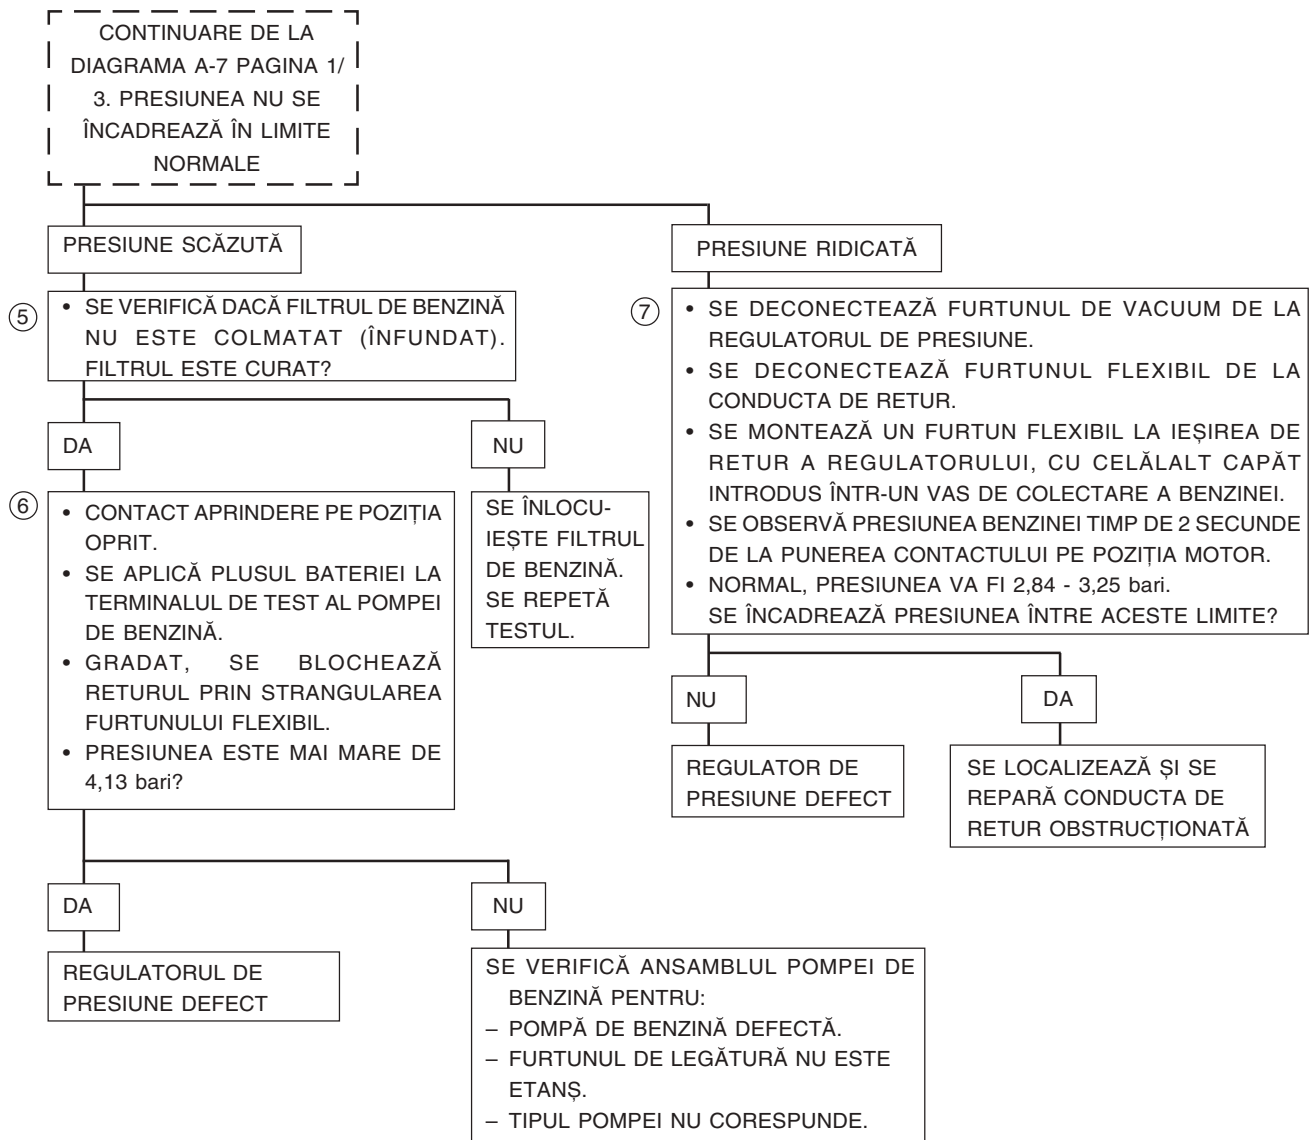 CONTINUARE DE LA
DIAGRAMA A-7 PAGINA 1/
3. PRESIUNEA NU SE
ÎNCADREAZĂ ÎN LIMITE
NORMALE
PRESIUNE SCĂZUTĂ
5
• SE VERIFICĂ DACĂ FILTRUL DE BENZINĂ
NU ESTE COLMATAT (ÎNFUNDAT).
FILTRUL ESTE CURAT?
DA
NU
6
• CONTACT APRINDERE PE POZIȚIA
OPRIT.
• SE APLICĂ PLUSUL BATERIEI LA
TERMINALUL DE TEST AL POMPEI
DE BENZINĂ.
• GRADAT, SE BLOCHEAZĂ
RETURUL PRIN STRANGULAREA
FURTUNULUI FLEXIBIL.
• PRESIUNEA ESTE MAI MARE DE
4,13 bari?
SE ÎNLOCU-
IEȘTE FILTRUL
DE BENZINĂ.
SE REPETĂ
TESTUL.
DA
NU
REGULATORUL DE
PRESIUNE DEFECT
SE VERIFICĂ ANSAMBLUL POMPEI DE
BENZINĂ PENTRU:
– POMPĂ DE BENZINĂ DEFECTĂ.
– FURTUNUL DE LEGĂTURĂ NU ESTE
ETANȘ.
– TIPUL POMPEI NU CORESPUNDE.
PRESIUNE RIDICATĂ
7
• SE DECONECTEAZĂ FURTUNUL DE VACUUM DE LA
REGULATORUL DE PRESIUNE.
• SE DECONECTEAZĂ FURTUNUL FLEXIBIL DE LA
CONDUCTA DE RETUR.
• SE MONTEAZĂ UN FURTUN FLEXIBIL LA IEȘIREA DE
RETUR A REGULATORULUI, CU CELĂLALT CAPĂT
INTRODUS ÎNTR-UN VAS DE COLECTARE A BENZINEI.
• SE OBSERVĂ PRESIUNEA BENZINEI TIMP DE 2 SECUNDE
DE LA PUNEREA CONTACTULUI PE POZIȚIA MOTOR.
• NORMAL, PRESIUNEA VA FI 2,84 - 3,25 bari.
SE ÎNCADREAZĂ PRESIUNEA ÎNTRE ACESTE LIMITE?
NU
DA
REGULATOR DE
PRESIUNE DEFECT
SE LOCALIZEAZĂ ȘI SE
REPARĂ CONDUCTA DE
RETUR OBSTRUCȚIONATĂ